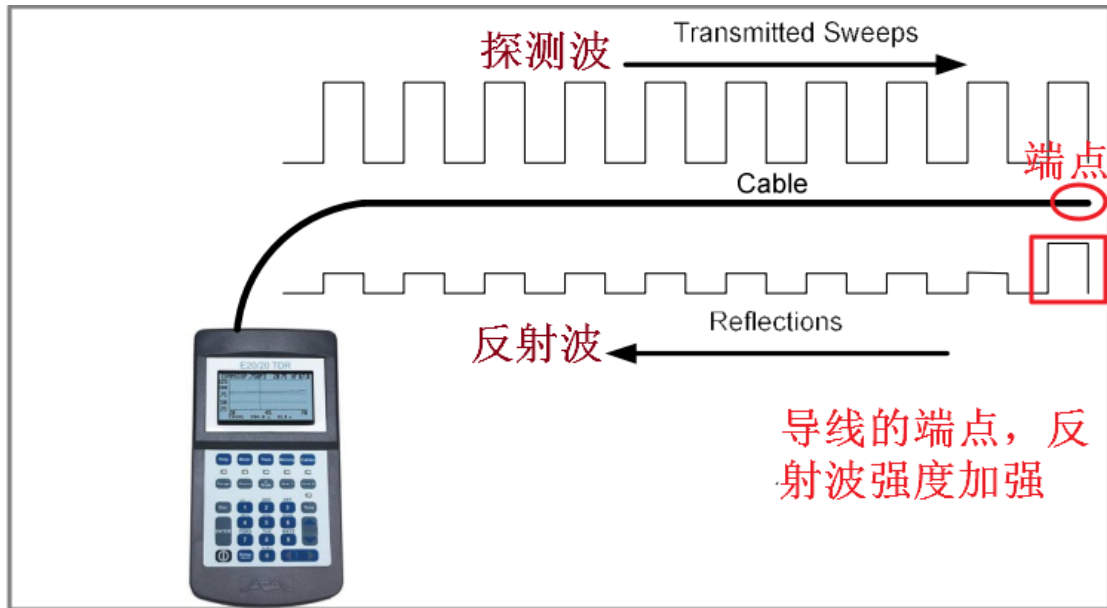 探测波
Transmitted Sweeps
端点
Cable
反射波
Reflections
E20/20 TDR
导线的端点，反
射波强度加强